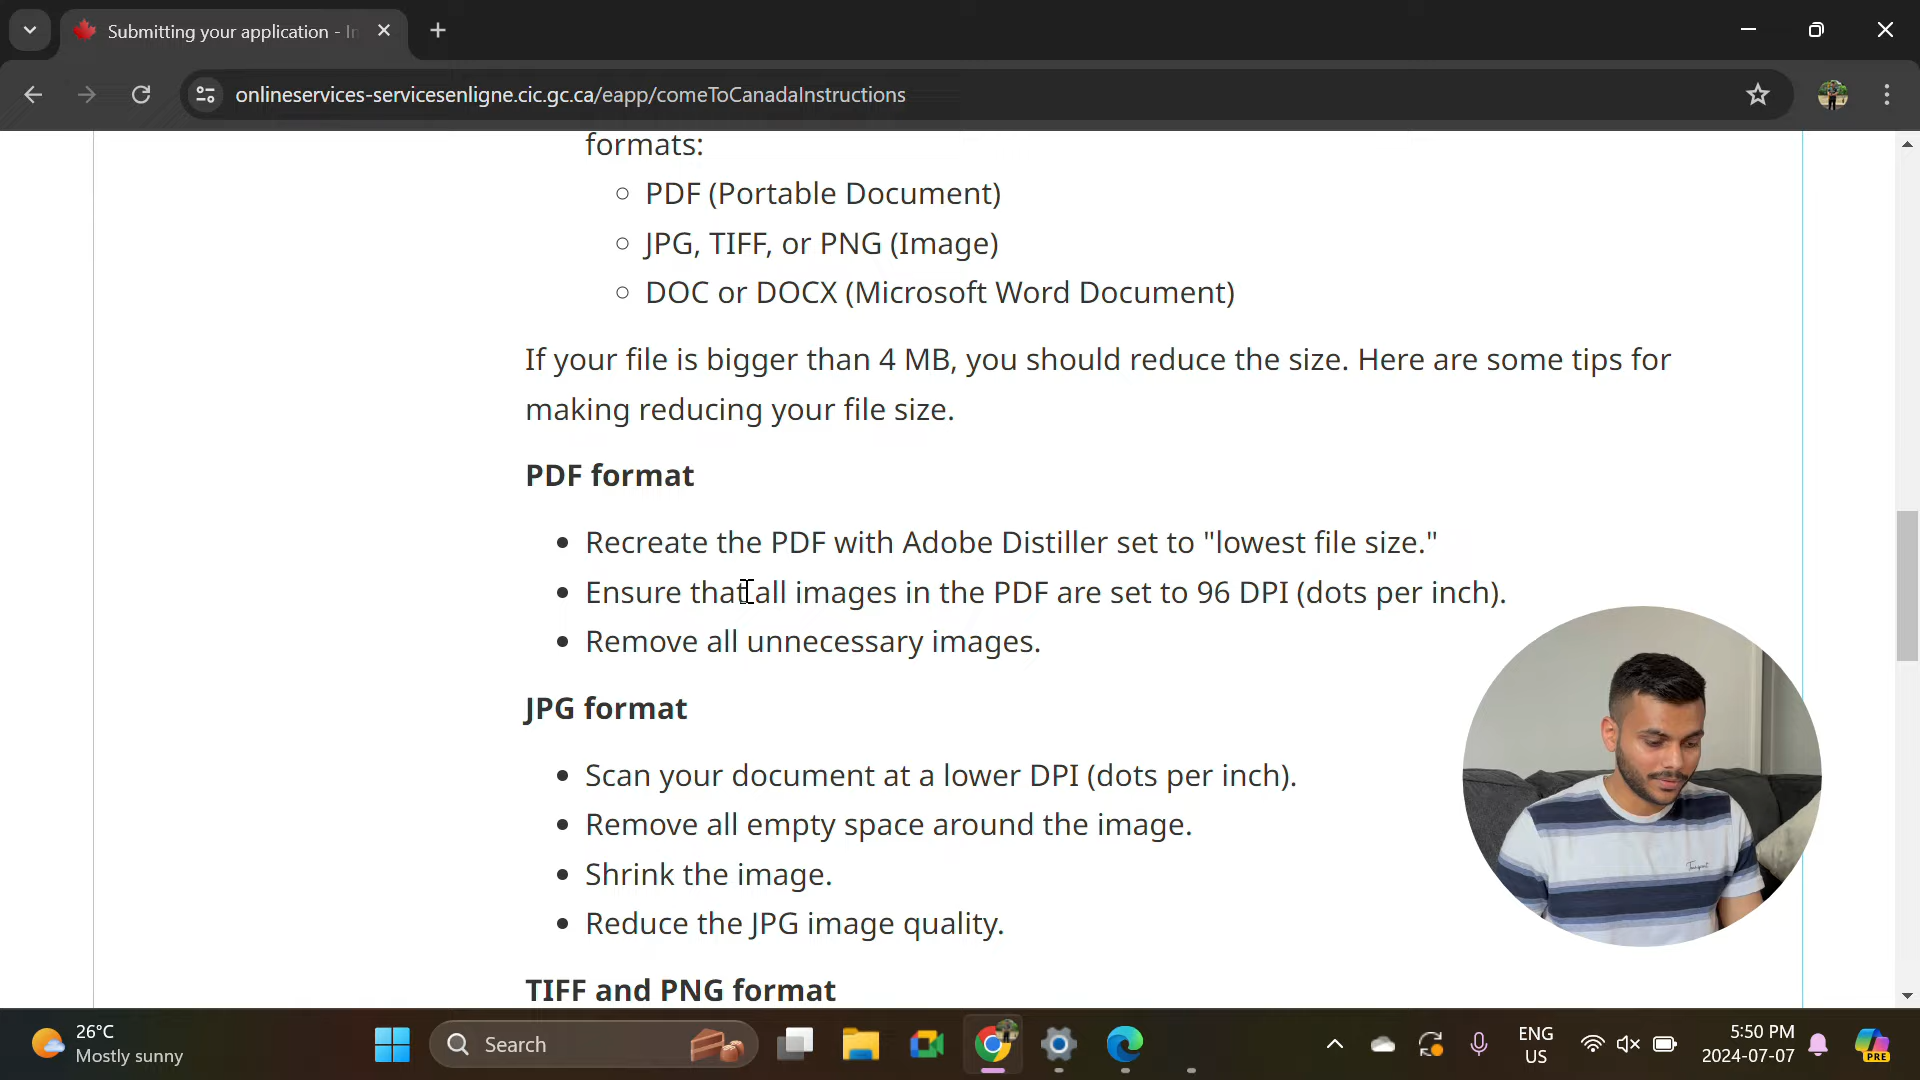 Submitting your application - In
onlineservices-servicesenligne.cic.gc.ca/eapp/comeToCanadaInstructions
formats:
PDF (Portable Document)
JPG, TIFF, or PNG (Image)
DOC or DOCX (Microsoft Word Document)
If your file is bigger than 4 MB, you should reduce the size. Here are some tips for
making reducing your file size.
PDF format
Recreate the PDF with Adobe Distiller set to "lowest file size."
Ensure that all images in the PDF are set to 96 DPI (dots per inch).
Remove all unnecessary images.
JPG format
Scan your document at a lower DPI (dots per inch).
Remove all empty space around the image.
Shrink the image.
Reduce the JPG image quality.
TIFF and PNG format
26°C
Mostly sunny
Search
ENG
US
5:50 PM
2024-07-07
PRE